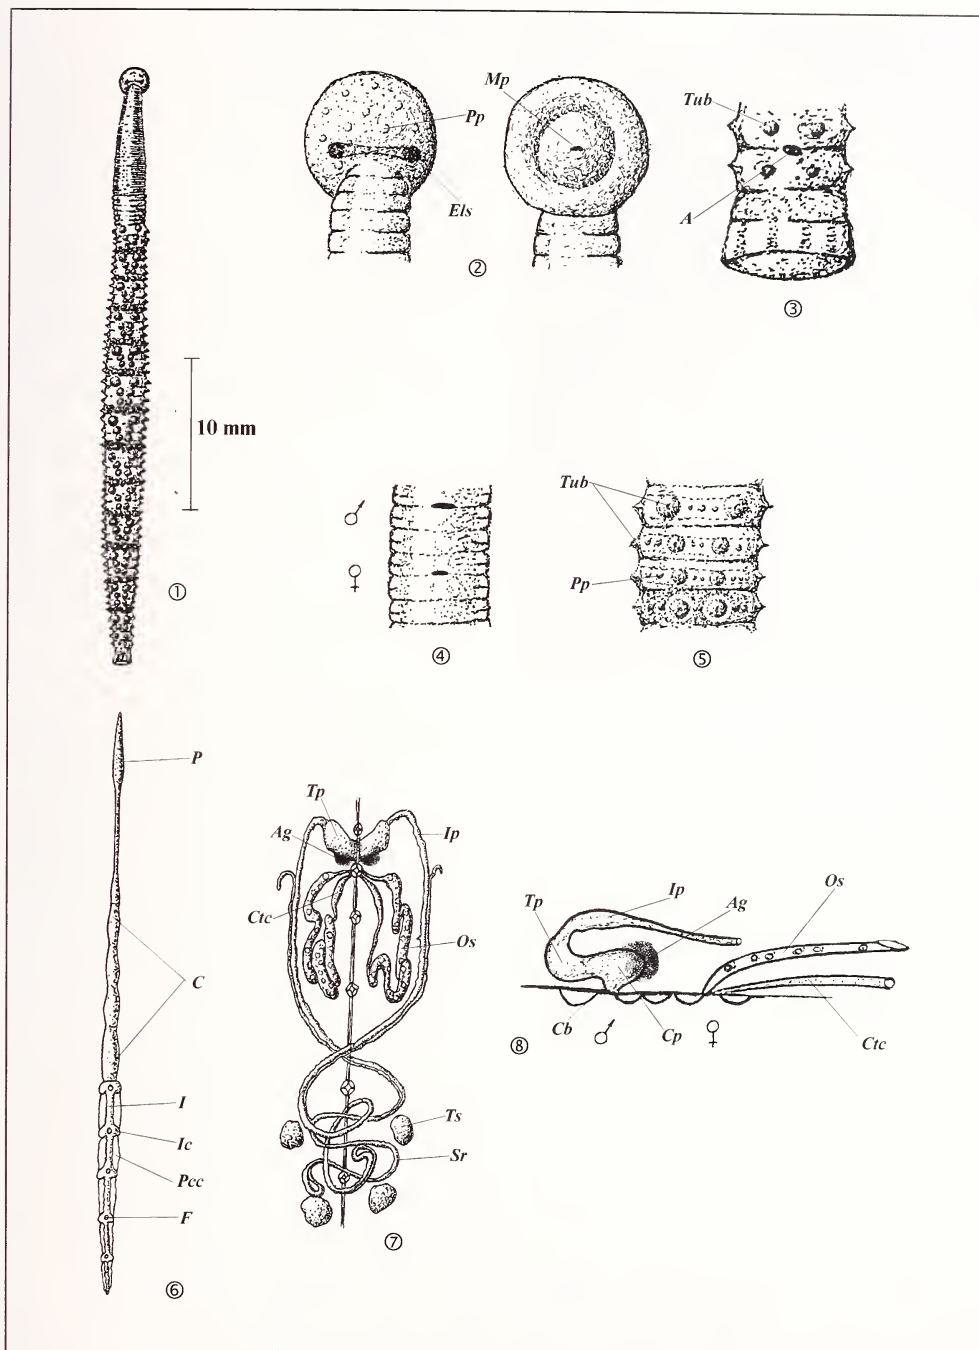 Mp
Pp
Els
②
Tub
A
③
10 mm
①
♂
♀
④
Tub
Pp
⑤
P
C
I
Ic
Pcc
F
⑥
Tp
Ag
Ip
Ctc
Os
Ts
Sr
⑦
Tp
Ip
Ag
Os
Cb
♂
Cp
♀
Ctc
⑧